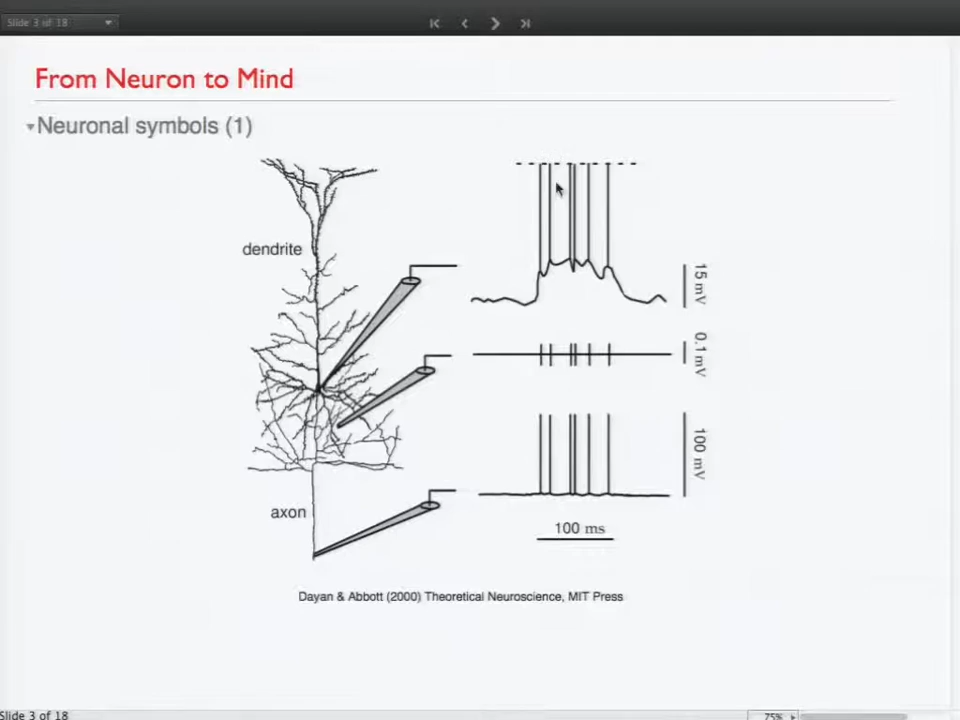 Slide 3 of 18
From Neuron to Mind
Neuronal symbols (1)
dendrite
15 mV
0.1 mV
100 mV
axon
100 ms
Dayan & Abbott (2000) Theoretical Neuroscience, MIT Press
Slide 3 of 18
75%